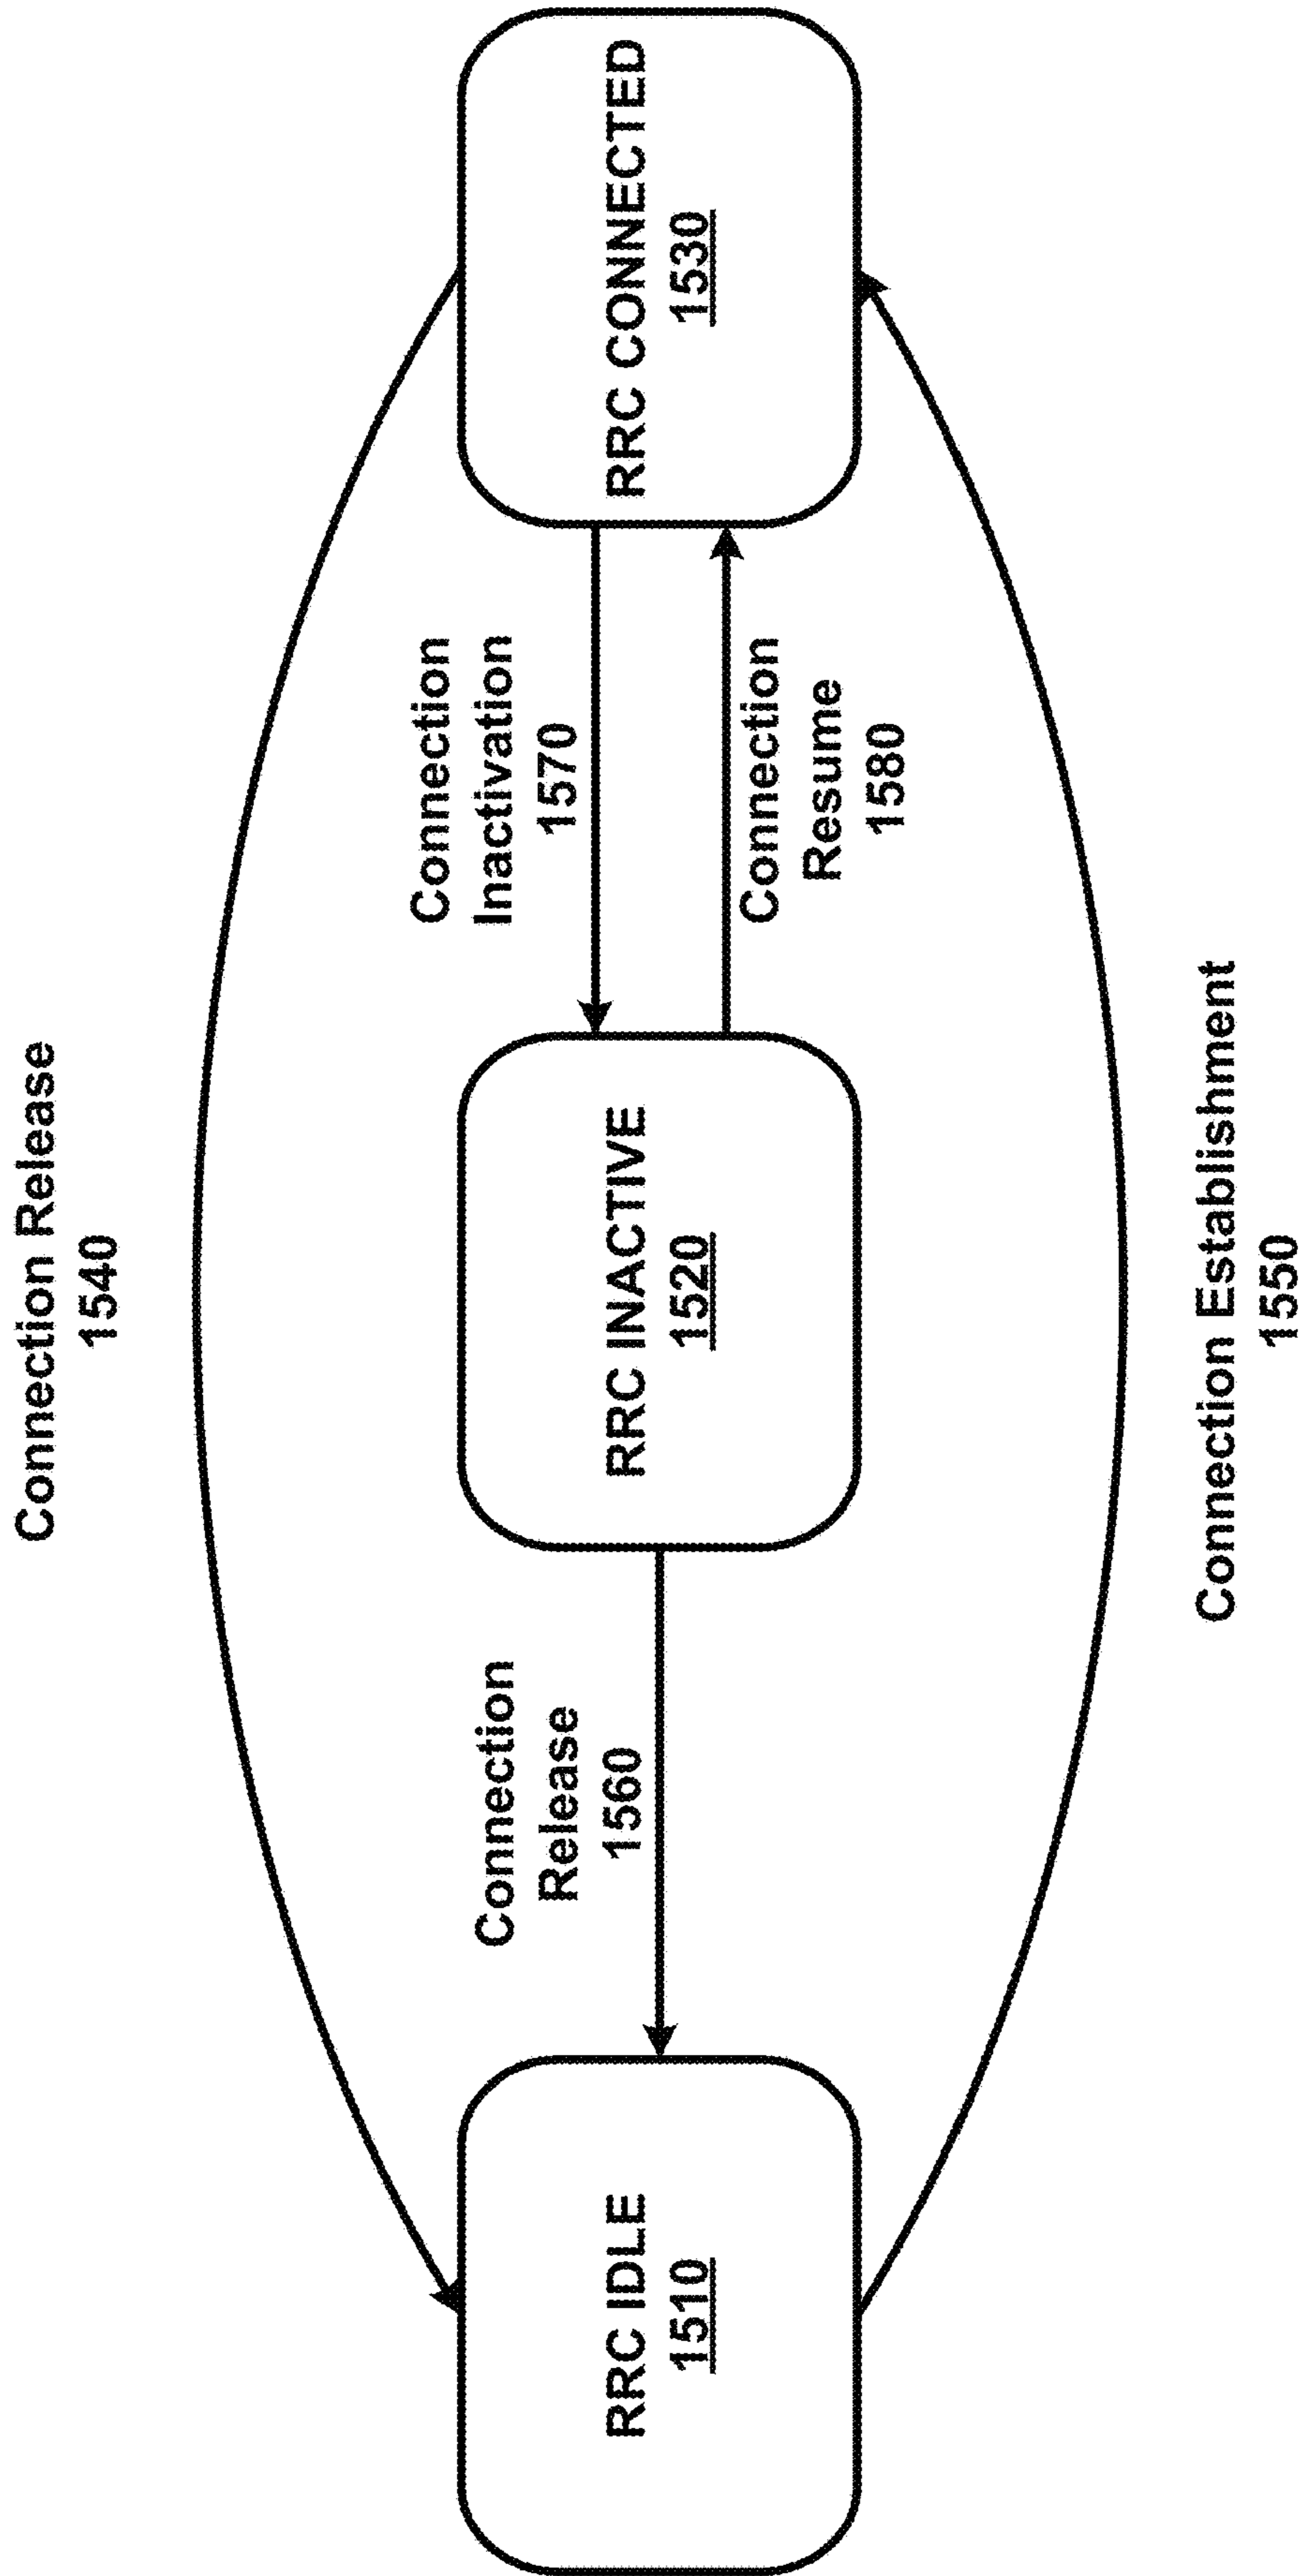 Connection Release
1540
RRC IDLE
1510
Connection
Release
1560
RRC INACTIVE
1520
Connection
Inactivation
1570
Connection
Resume
1580
RRC CONNECTED
1530
Connection Establishment
1550